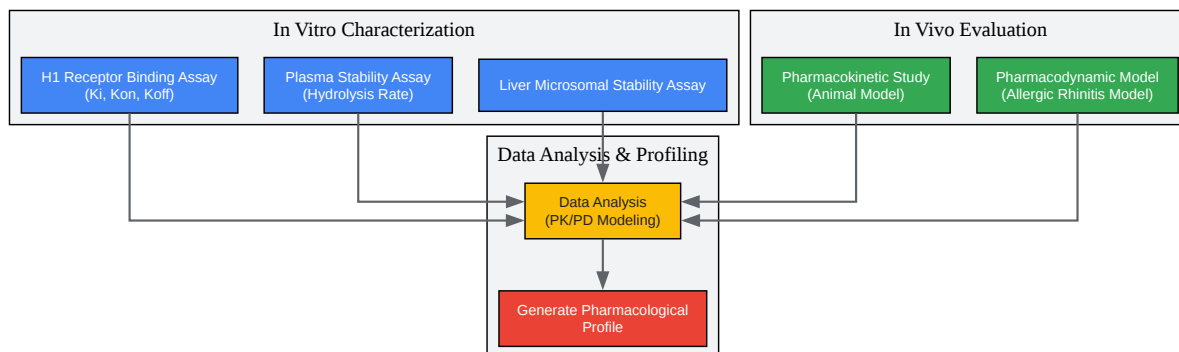 In Vitro Characterization
H1 Receptor Binding Assay
(Ki, Kon, Koff)
Plasma Stability Assay
(Hydrolysis Rate)
Liver Microsomal Stability Assay
In Vivo Evaluation
Pharmacokinetic Study
(Animal Model)
Pharmacodynamic Model
(Allergic Rhinitis Model)
Data Analysis & Profiling
Data Analysis
(PK/PD Modeling)
Generate Pharmacological
Profile